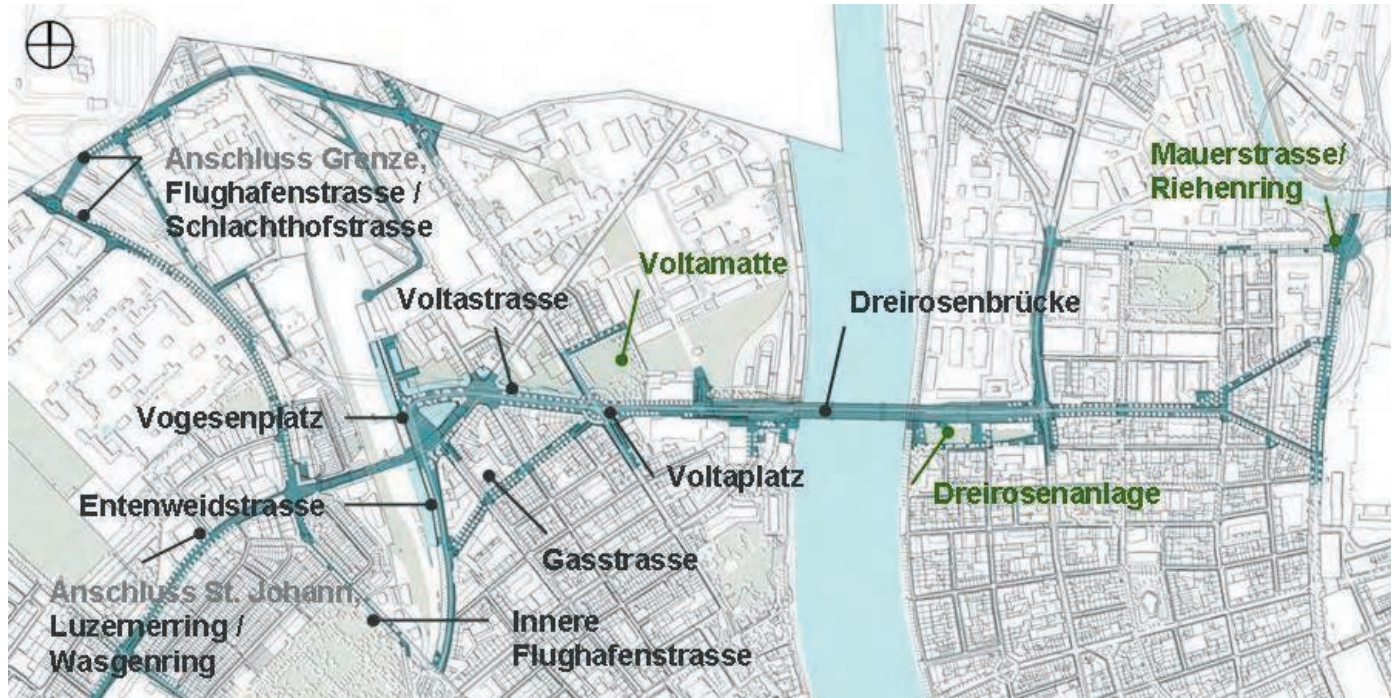 Anschluss Grenze,
Flughafenstrasse /
Schlachthofstrasse
Mauerstrasse/
Riehenring
Voltamatte
Voltastrasse
Dreirosenbrücke
Vogesenplatz
Voltaplatz
Entenweidstrasse
Dreirosenanlage
Gasstrasse
Anschluss St. Johann,
Luzernerring /
Wasgenring
Innere
Flughafenstrasse